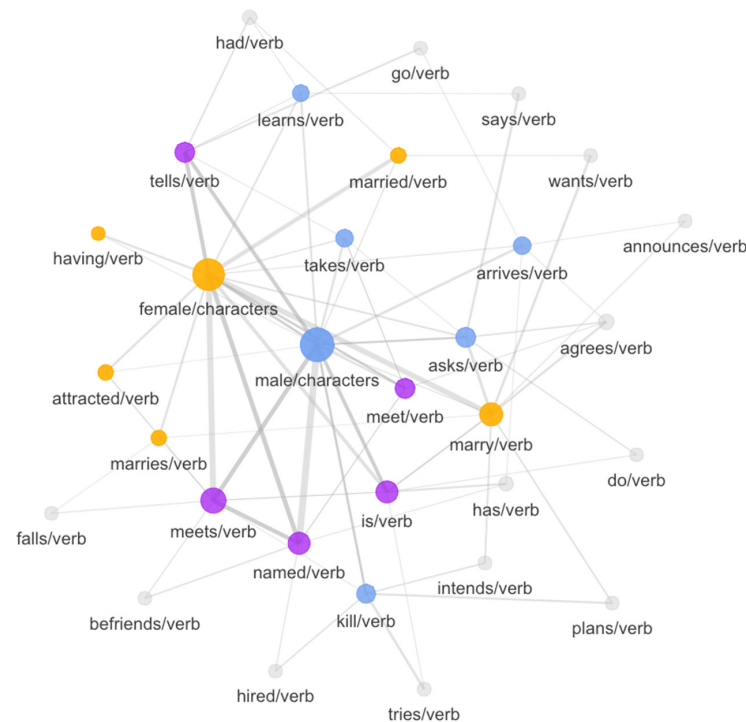 had/verb
go/verb
learns/verb
says/verb
tells/verb
married/verb
wants/verb
announces/verb
having/verb
takes/verb
arrives/verb
female/characters
agrees/verb
asks/verb
male/characters
attracted/verb
meet/verb
marry/verb
marries/verb
do/verb
falls/verb
meets/verb
is/verb
has/verb
named/verb
intends/verb
befriends/verb
kill/verb
plans/verb
hired/verb
tries/verb